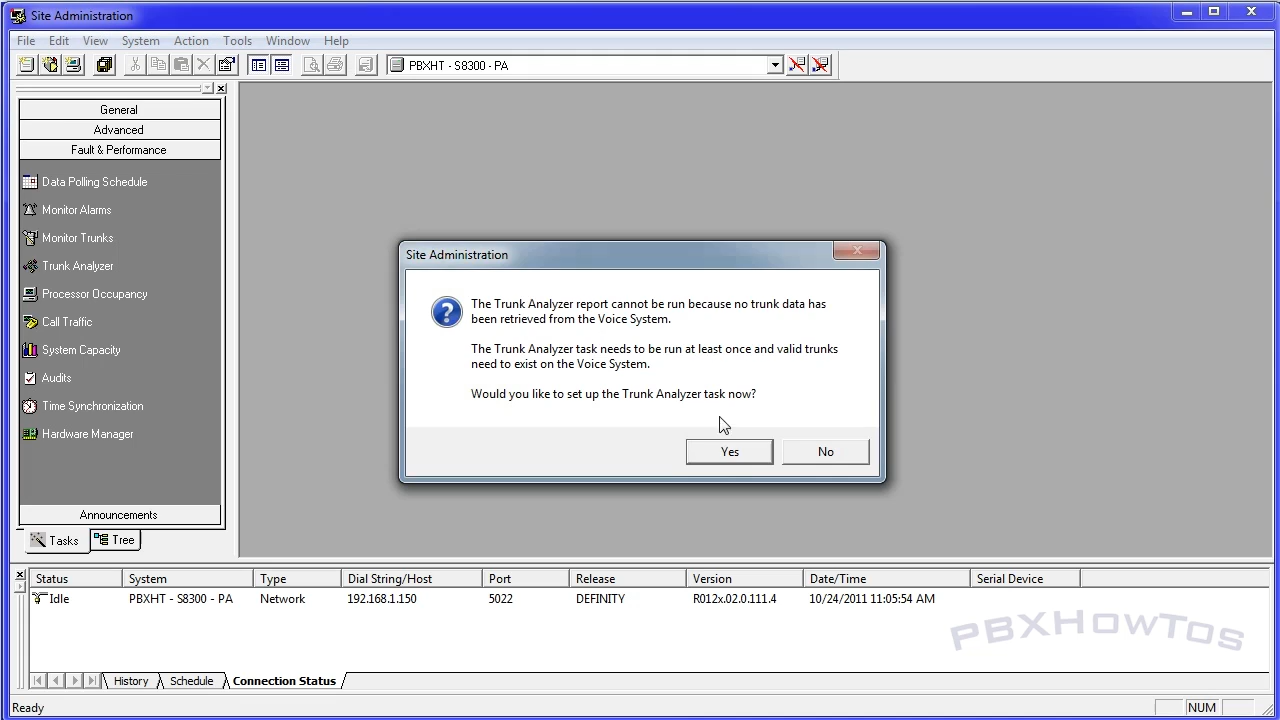 Site Administration
File Edit View System Action Tools Window Help
PBXHT - S8300 - PA
General
Advanced
Fault & Performance
Data Polling Schedule
Monitor Alarms
Monitor Trunks
Trunk Analyzer
Processor Occupancy
Call Traffic
System Capacity
Audits
Time Synchronization
Hardware Manager
Announcements
Tasks Tree
Site Administration
The Trunk Analyzer report cannot be run because no trunk data has
been retrieved from the Voice System.
The Trunk Analyzer task needs to be run at least once and valid trunks
need to exist on the Voice System.
Would you like to set up the Trunk Analyzer task now?
Yes No
Status System Type Dial String/Host Port Release Version Date/Time Serial Device
Idle PBXHT - S8300 - PA Network 192.168.1.150 5022 DEFINITY R012x.02.0.111.4 10/24/2011 11:05:54 AM
PBXHowTos
History Schedule Connection Status
Ready NUM